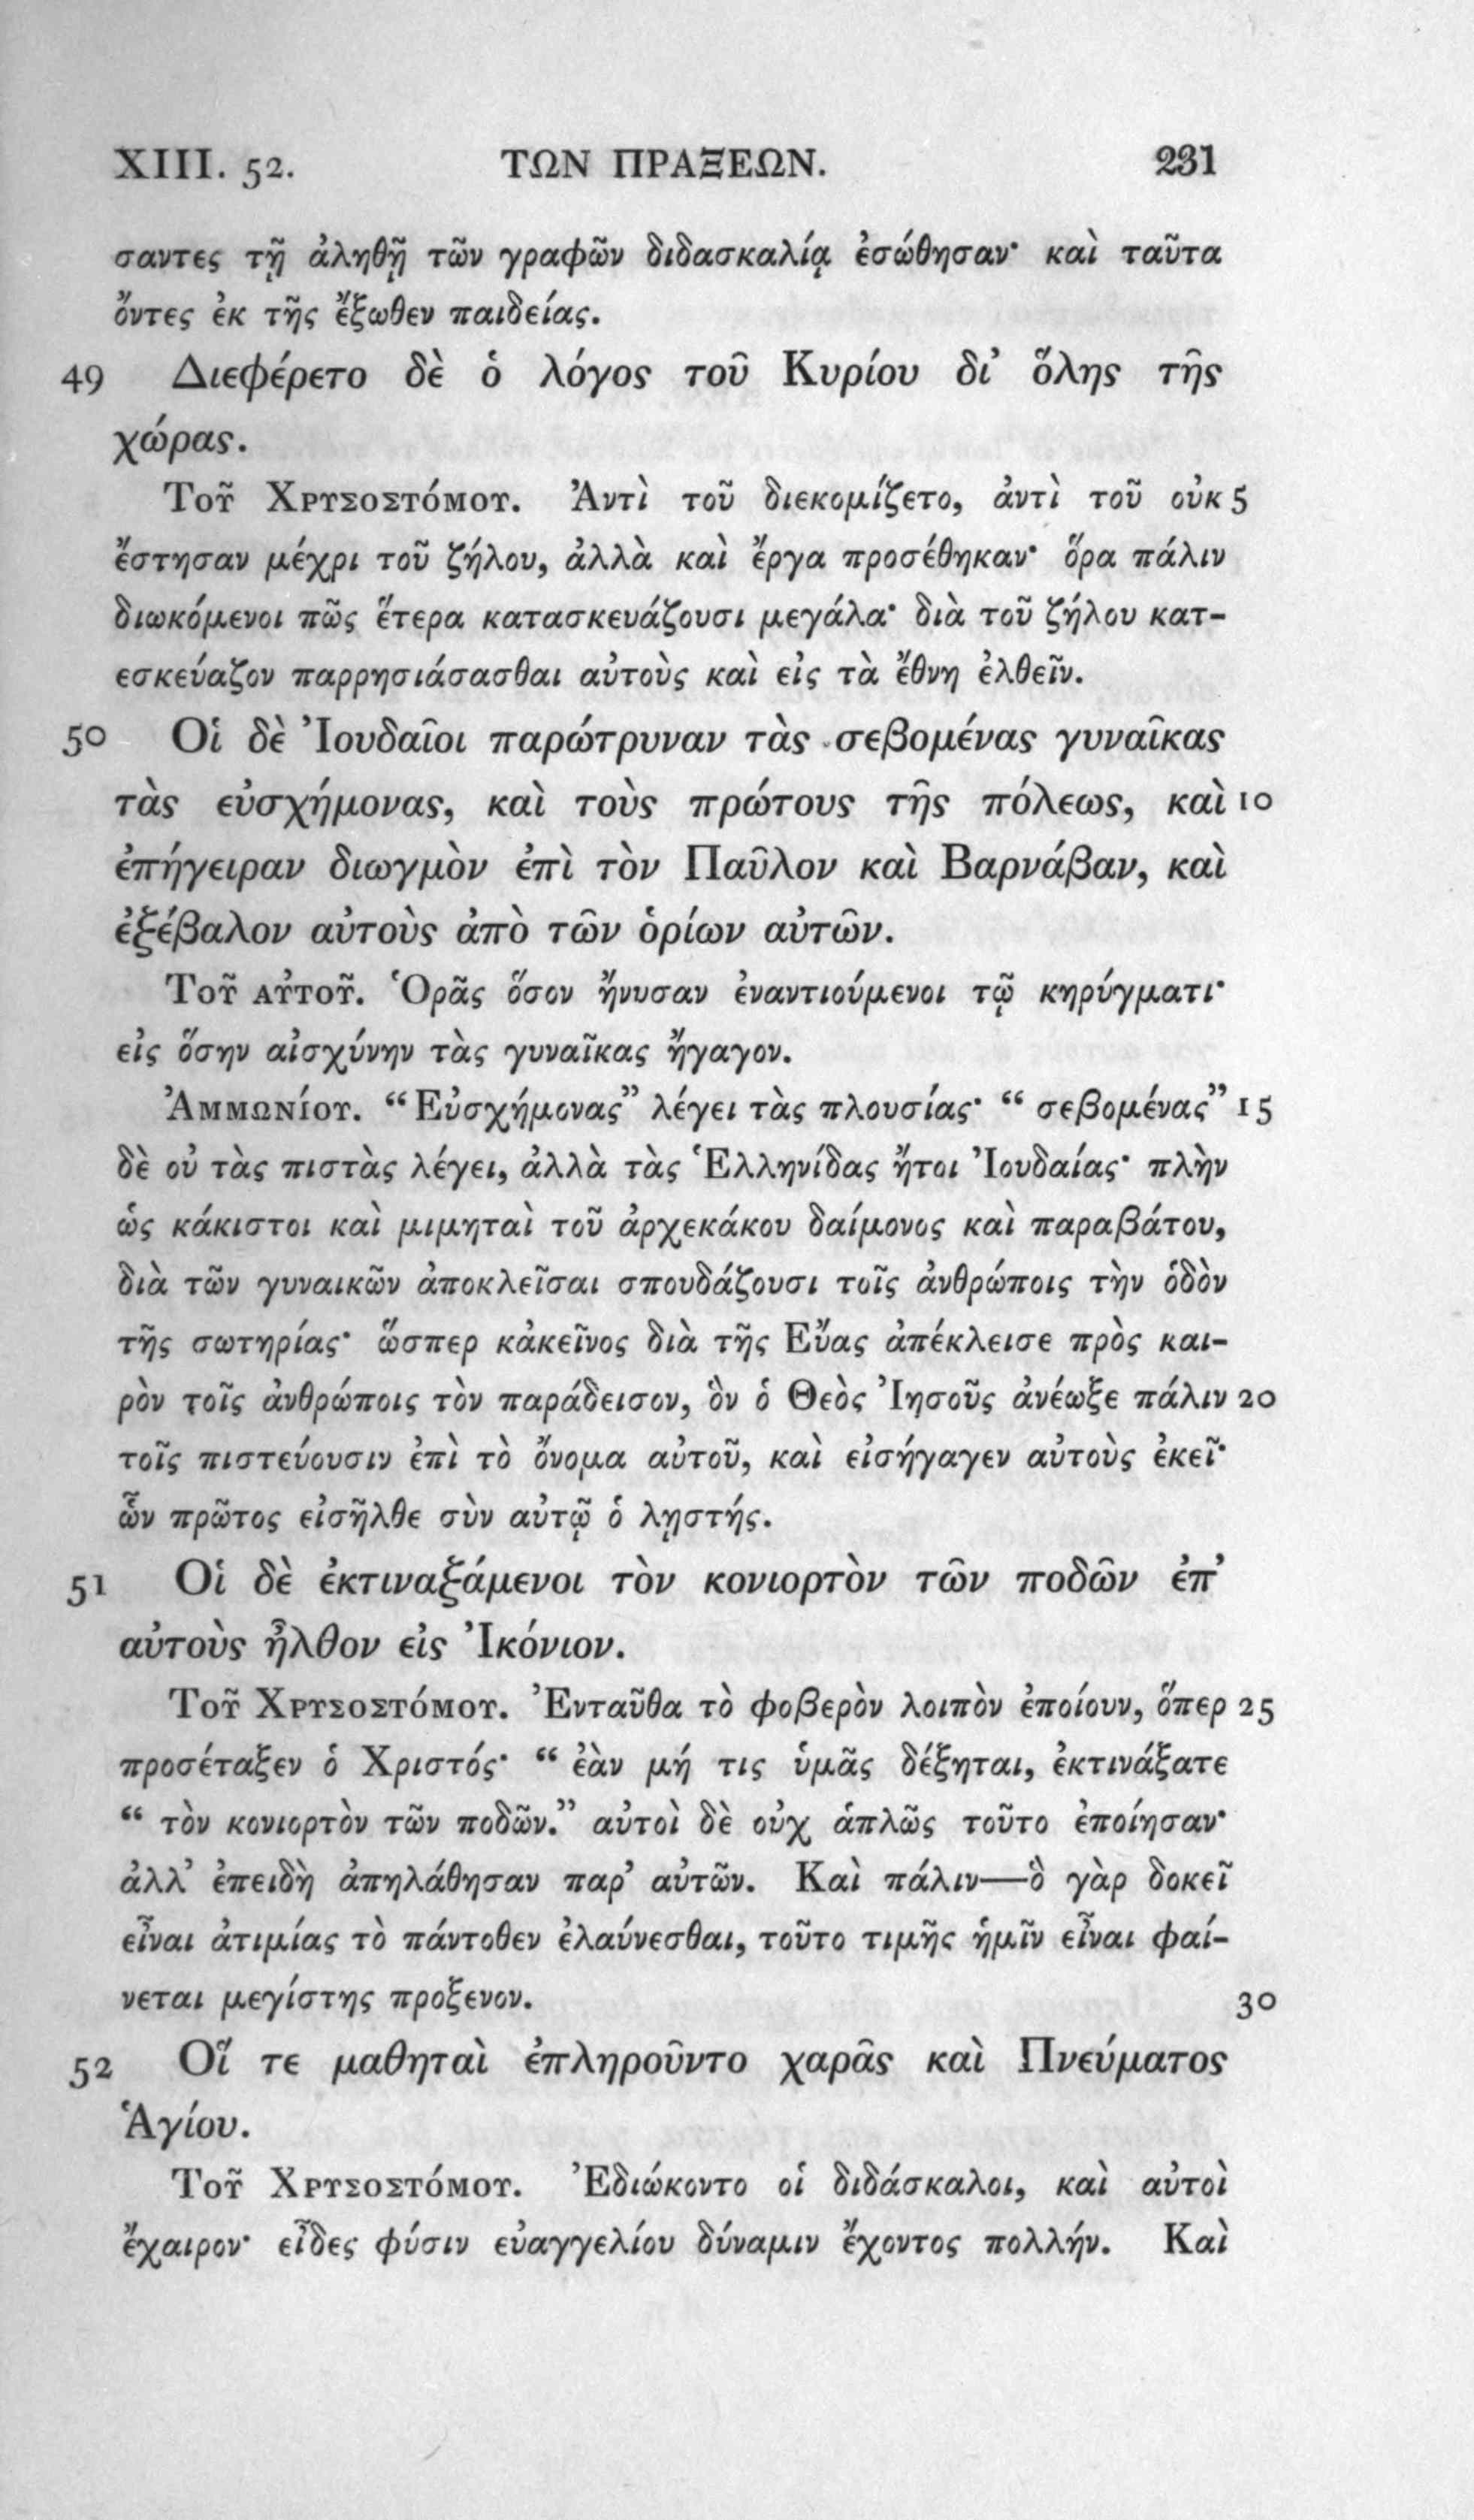 XIII. 52. ΤΩΝ ΠΡΑΞΕΩΝ. 231
σαντες τῇ ἀληθῇ τῶν γραφῶν διδασκαλίᾳ ἐσώθησαν· καὶ ταῦτα
ὄντες ἐκ τῆς ἔξωθεν παιδείας.
49 Διεφέρετο δὲ ὁ λόγος τοῦ Κυρίου δι’ ὅλης τῆς
χώρας.
Τοῦ Χρυσοστόμου. Ἀντὶ τοῦ διεκομίζετο, ἀντὶ τοῦ οὐκ 5
ἔστησαν μέχρι τοῦ ζήλου, ἀλλὰ καὶ ἔργα προσέθηκαν· ὅρα πάλιν
διωκόμενοι πῶς ἕτερα κατασκευάζουσι μεγάλα· διὰ τοῦ ζήλου κατ-
εσκεύαζον παρρησιάσασθαι αὐτοὺς καὶ εἰς τὰ ἔθνη ἐλθεῖν.
50 Οἱ δὲ Ἰουδαῖοι παρώτρυναν τὰς σεβομένας γυναῖκας
τὰς εὐσχήμονας, καὶ τοὺς πρώτους τῆς πόλεως, καὶ 10
ἐπήγειραν διωγμὸν ἐπὶ τὸν Παῦλον καὶ Βαρνάβαν, καὶ
ἐξέβαλον αὐτοὺς ἀπὸ τῶν ὁρίων αὐτῶν.
Τοῦ αὐτοῦ. Ὁρᾶς ὅσον ἤνυσαν ἐναντιούμενοι τῷ κηρύγματι·
εἰς ὅσην αἰσχύνην τὰς γυναῖκας ἤγαγον.
Ἀμμωνίου. “Εὐσχήμονας” λέγει τὰς πλουσίας· “ σεβομένας” 15
δὲ οὐ τὰς πιστὰς λέγει, ἀλλὰ τὰς Ἑλληνίδας ἤτοι Ἰουδαίας· πλὴν
ὡς κάκιστοι καὶ μιμηταὶ τοῦ ἀρχεκάκου δαίμονος καὶ παραβάτου,
διὰ τῶν γυναικῶν ἀποκλεῖσαι σπουδάζουσι τοῖς ἀνθρώποις τὴν ὁδὸν
τῆς σωτηρίας· ὥσπερ κἀκεῖνος διὰ τῆς Εὔας ἀπέκλεισε πρὸς και-
ρὸν τοῖς ἀνθρώποις τὸν παράδεισον, ὃν ὁ Θεὸς Ἰησοῦς ἀνέωξε πάλιν 20
τοῖς πιστεύουσιν ἐπὶ τὸ ὄνομα αὐτοῦ, καὶ εἰσήγαγεν αὐτοὺς ἐκεῖ·
ὧν πρῶτος εἰσῆλθε σὺν αὐτῷ ὁ λῃστής.
51 Οἱ δὲ ἐκτιναξάμενοι τὸν κονιορτὸν τῶν ποδῶν ἐπ’
αὐτοὺς ἦλθον εἰς Ἰκόνιον.
Τοῦ Χρυσοστόμου. Ἐνταῦθα τὸ φοβερὸν λοιπὸν ἐποίουν, ὅπερ 25
προσέταξεν ὁ Χριστός· “ ἐὰν μή τις ὑμᾶς δέξηται, ἐκτινάξατε
“ τὸν κονιορτὸν τῶν ποδῶν.” αὐτοὶ δὲ οὐχ ἁπλῶς τοῦτο ἐποίησαν·
ἀλλ’ ἐπειδὴ ἀπηλάθησαν παρ’ αὐτῶν. Καὶ πάλιν—ὃ γὰρ δοκεῖ
εἶναι ἀτιμίας τὸ πάντοθεν ἐλαύνεσθαι, τοῦτο τιμῆς ἡμῖν εἶναι φαί-
νεται μεγίστης προξενον. 30
52 Οἵ τε μαθηταὶ ἐπληροῦντο χαρᾶς καὶ Πνεύματος
Ἁγίου.
Τοῦ Χρυσοστόμου. Ἐδιώκοντο οἱ διδάσκαλοι, καὶ αὐτοὶ
ἔχαιρον· εἶδες φύσιν εὐαγγελίου δύναμιν ἔχοντος πολλήν. Καὶ